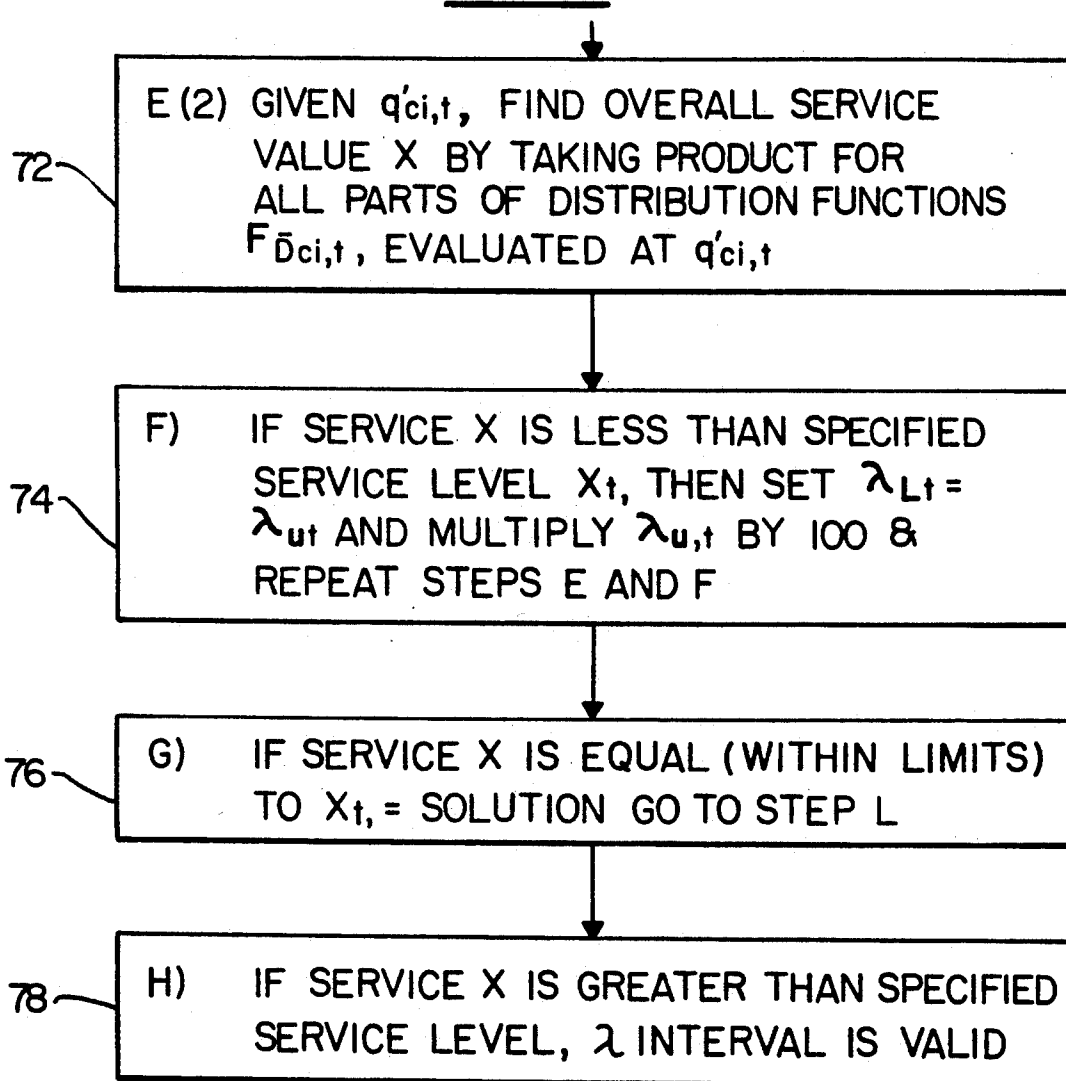 E (2) GIVEN q'ci,t, FIND OVERALL SERVICE
VALUE X BY TAKING PRODUCT FOR
72
ALL PARTS OF DISTRIBUTION FUNCTIONS
F D̄ci,t, EVALUATED AT q'ci,t
F) IF SERVICE X IS LESS THAN SPECIFIED
SERVICE LEVEL Xt, THEN SET λLt =
74
λut AND MULTIPLY λu,t BY 100 &
REPEAT STEPS E AND F
G) IF SERVICE X IS EQUAL (WITHIN LIMITS)
76
TO Xt, = SOLUTION GO TO STEP L
H) IF SERVICE X IS GREATER THAN SPECIFIED
78
SERVICE LEVEL, λ INTERVAL IS VALID